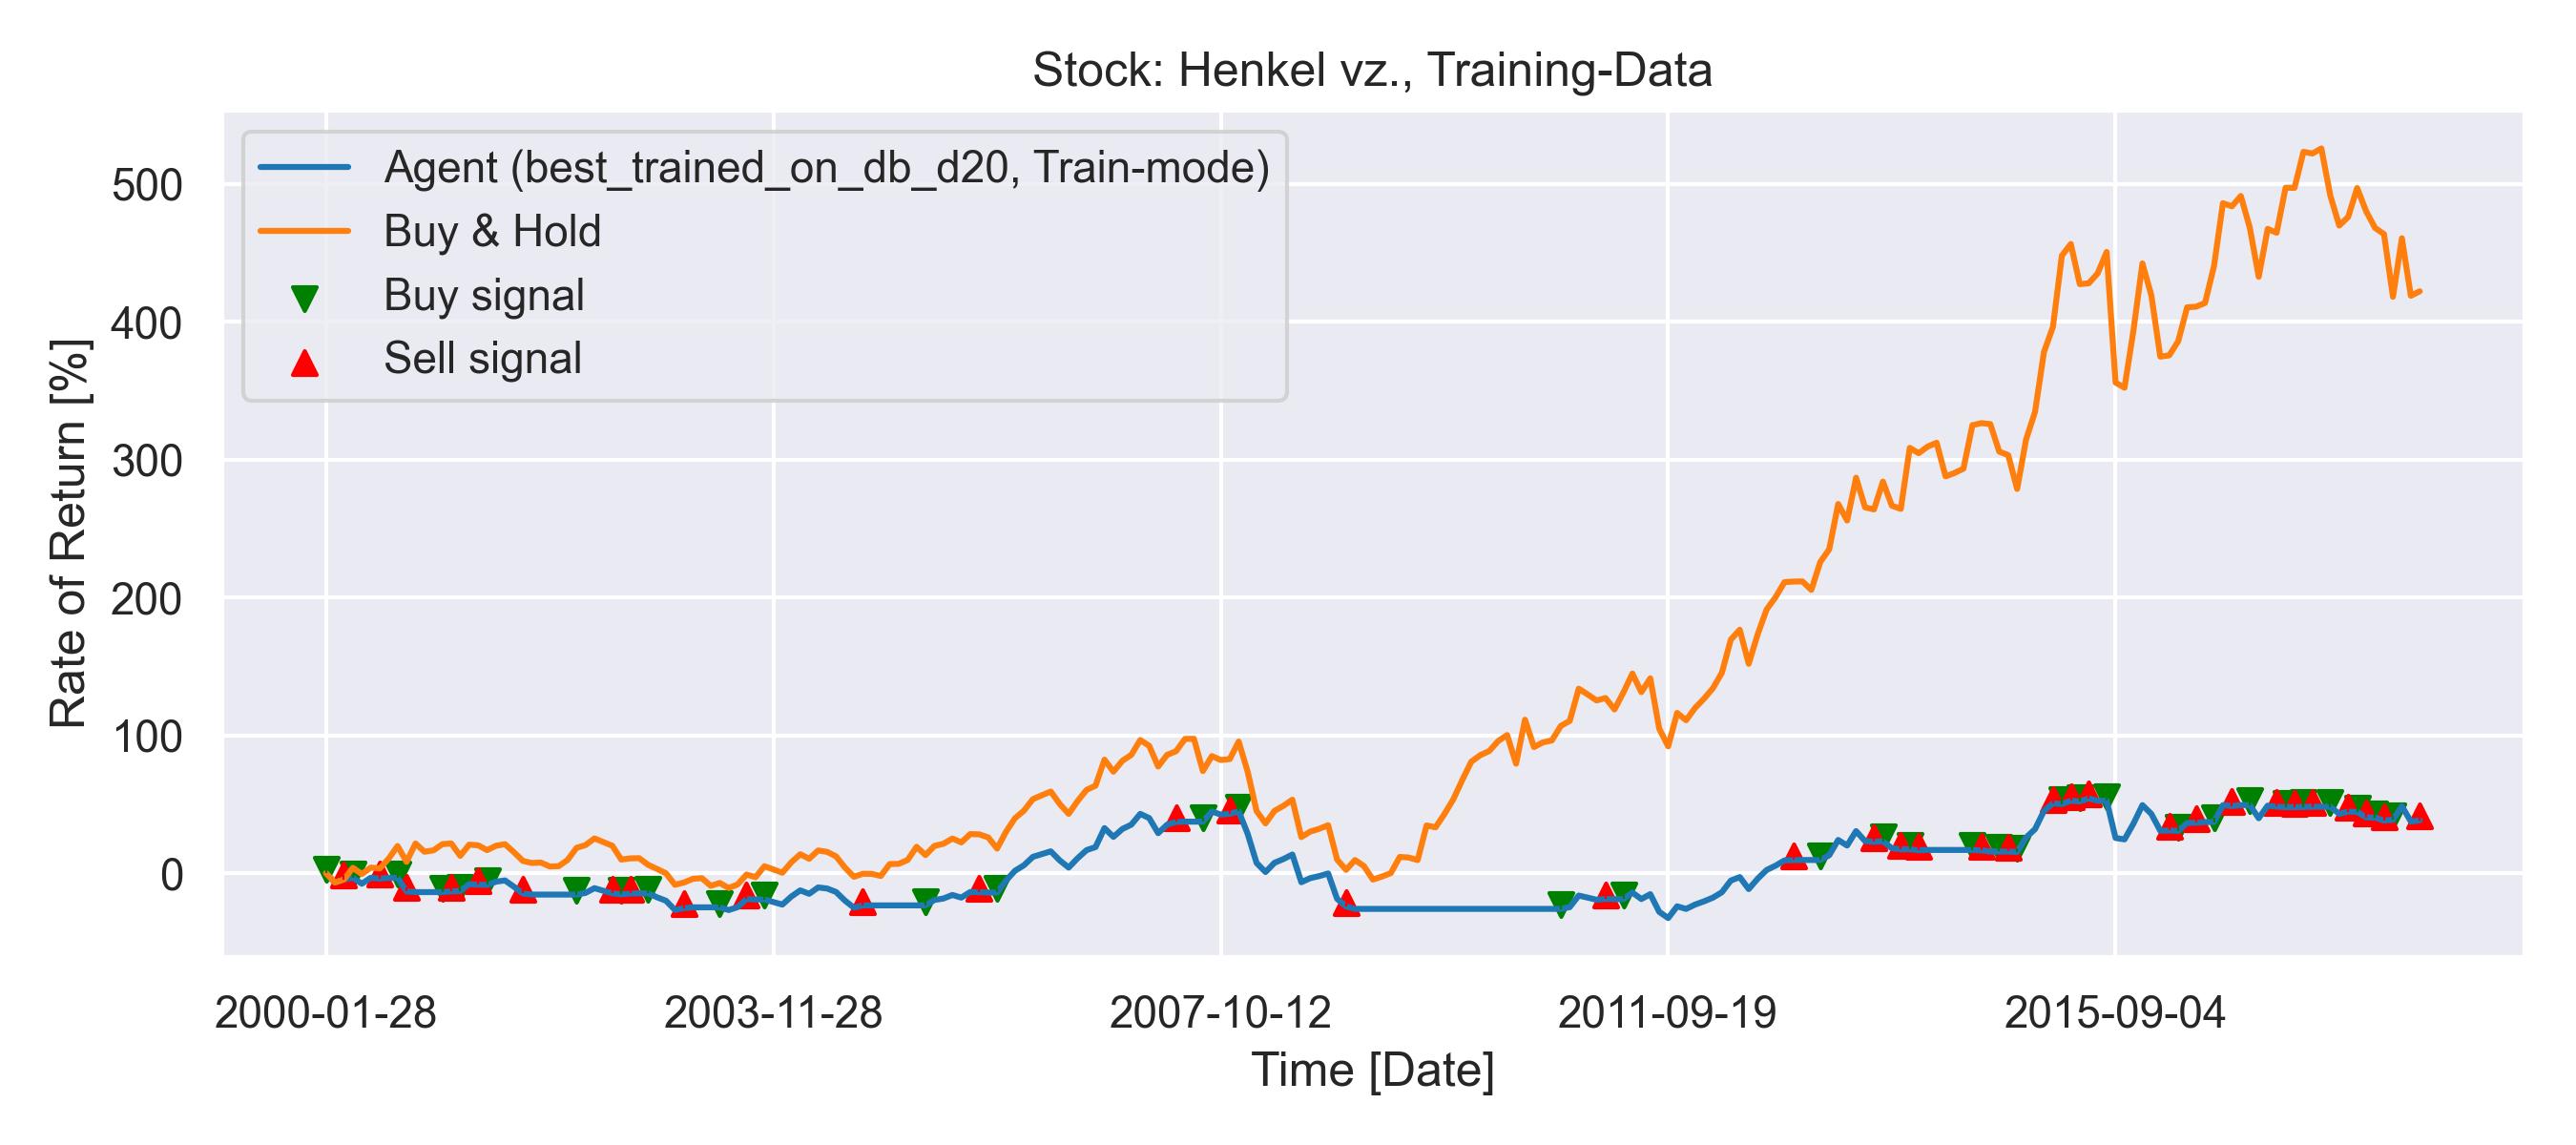 Stock: Henkel vz., Training-Data
Agent (best_trained_on_db_d20, Train-mode)
Buy & Hold
Buy signal
Sell signal
Rate of Return [%]
500
400
300
200
100
0
2000-01-28
2003-11-28
2007-10-12
2011-09-19
2015-09-04
Time [Date]